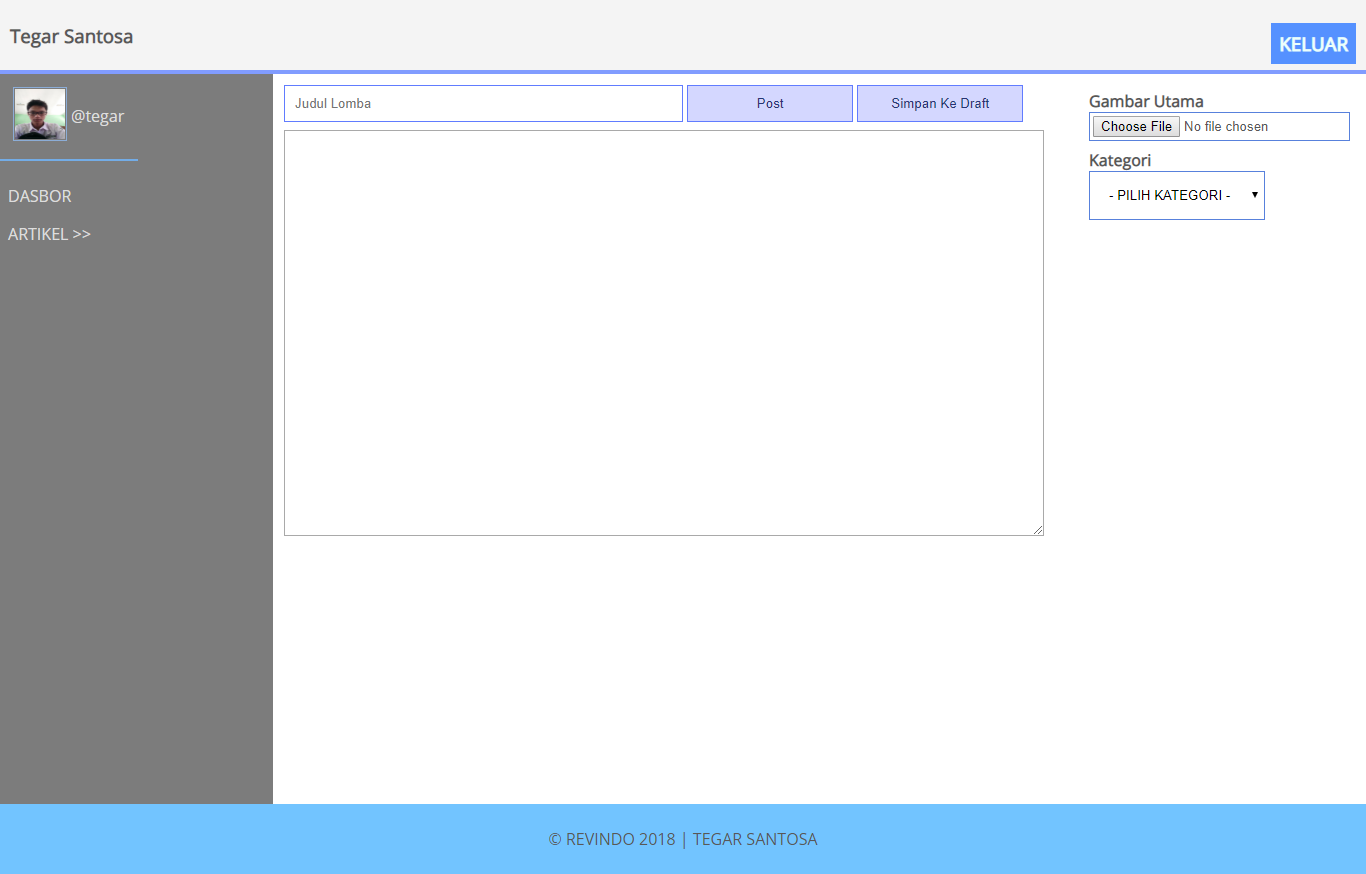 Tegar Santosa
KELUAR
@tegar
DASBOR
ARTIKEL >>
Judul Lomba
Post
Simpan Ke Draft
Gambar Utama
Choose File No file chosen
Kategori
- PILIH KATEGORI -
© REVINDO 2018 | TEGAR SANTOSA